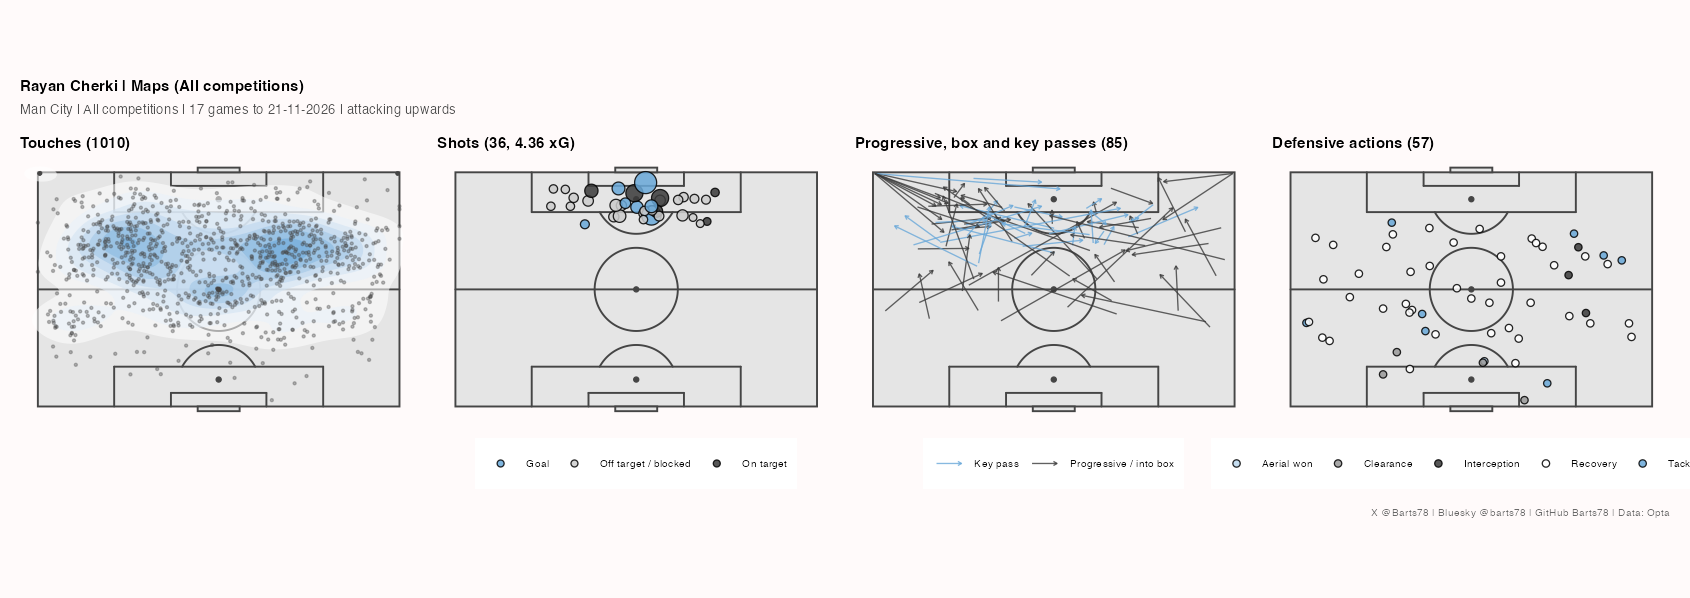 Rayan Cherki | Maps (All competitions)
Man City | All competitions | 17 games to 21-11-2026 | attacking upwards
Touches (1010)
Shots (36, 4.36 xG)
Progressive, box and key passes (85)
Defensive actions (57)
Goal
Off target / blocked
On target
Key pass
Progressive / into box
Aerial won
Clearance
Interception
Recovery
Tack
X @Barts78 | Bluesky @barts78 | GitHub Barts78 | Data: Opta